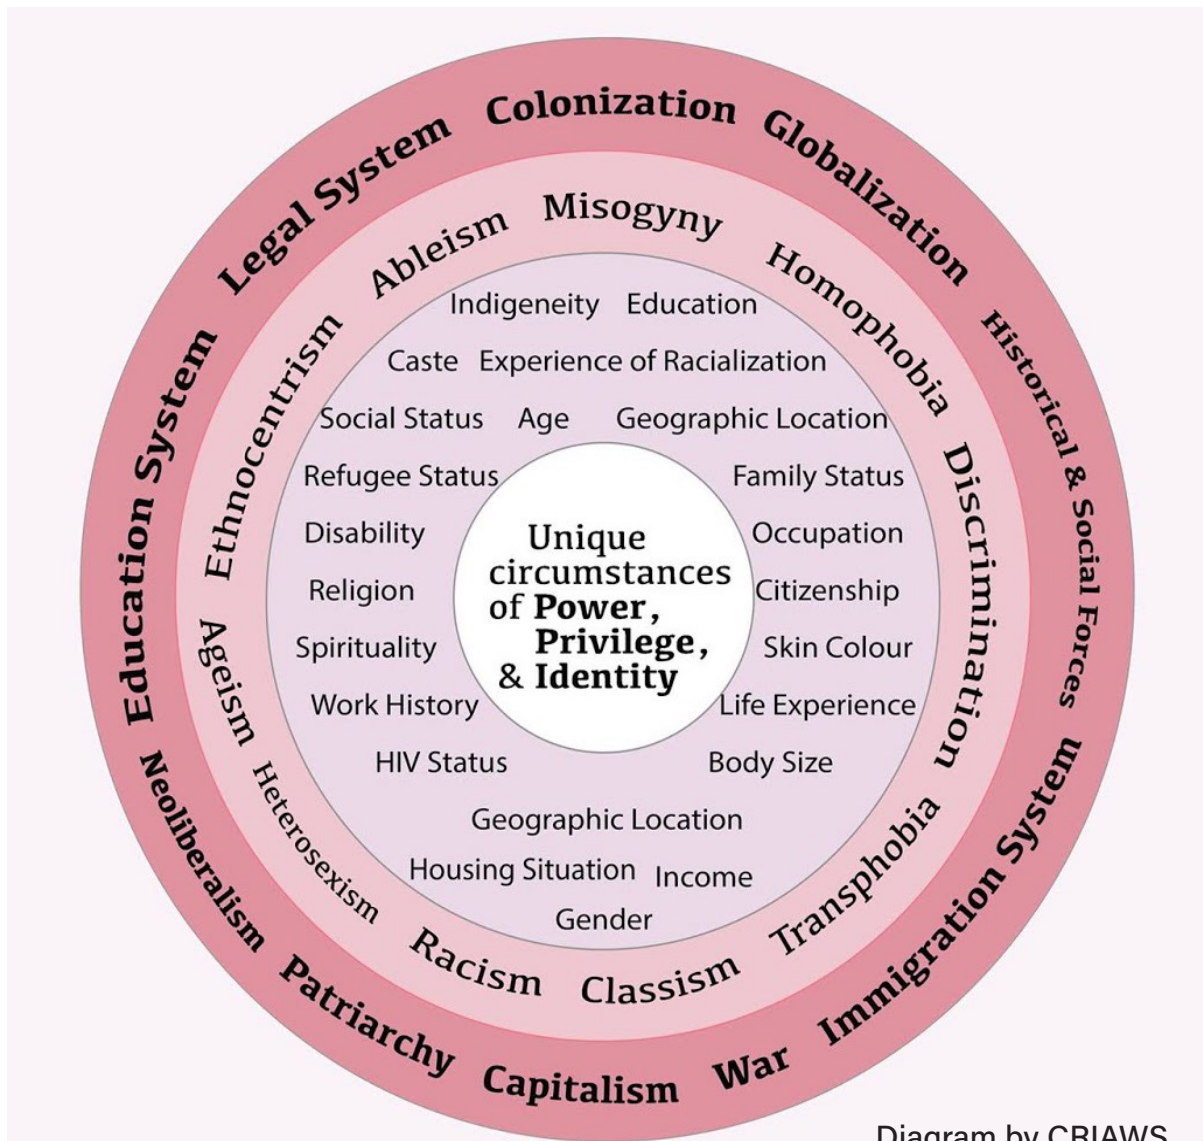 Colonization
Globalization
Historical & Social Forces
Immigration System
War
Capitalism
Patriarchy
Neoliberalism
Education System
Legal System
Misogyny
Homophobia
Discrimination
Transphobia
Classism
Racism
Heterosexism
Ageism
Ethnocentrism
Ableism
Indigeneity Education
Caste Experience of Racialization
Social Status Age Geographic Location
Refugee Status Family Status
Disability Occupation
Religion Citizenship
Spirituality Skin Colour
Work History Life Experience
HIV Status Body Size
Geographic Location
Housing Situation Income
Gender
Unique
circumstances
of Power,
Privilege,
& Identity
Diagram by CRIAWS